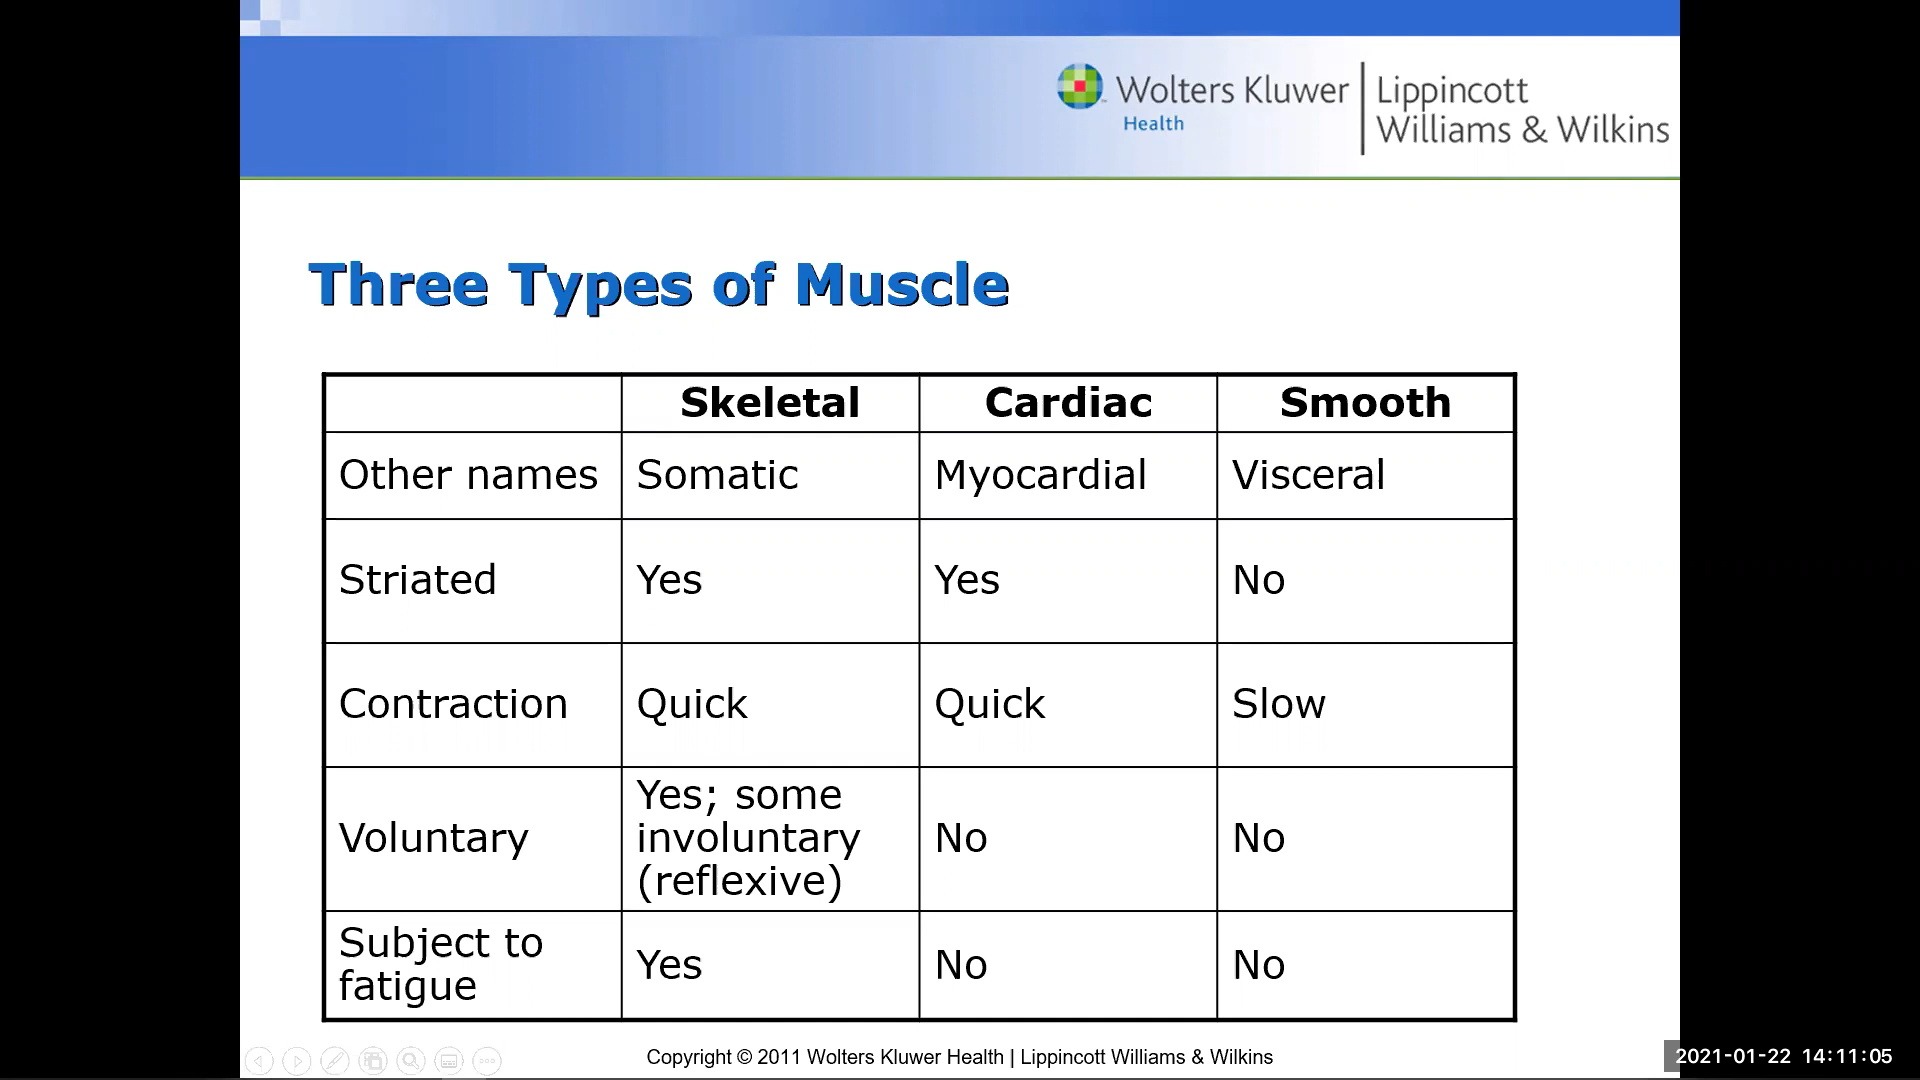 Wolters Kluwer
Health
Lippincott
Williams & Wilkins
Three Types of Muscle
Skeletal Cardiac Smooth
Other names Somatic Myocardial Visceral
Striated Yes Yes No
Contraction Quick Quick Slow
Voluntary Yes; some
involuntary
(reflexive) No No
Subject to
fatigue Yes No No
Copyright © 2011 Wolters Kluwer Health | Lippincott Williams & Wilkins
2021-01-22 14:11:05